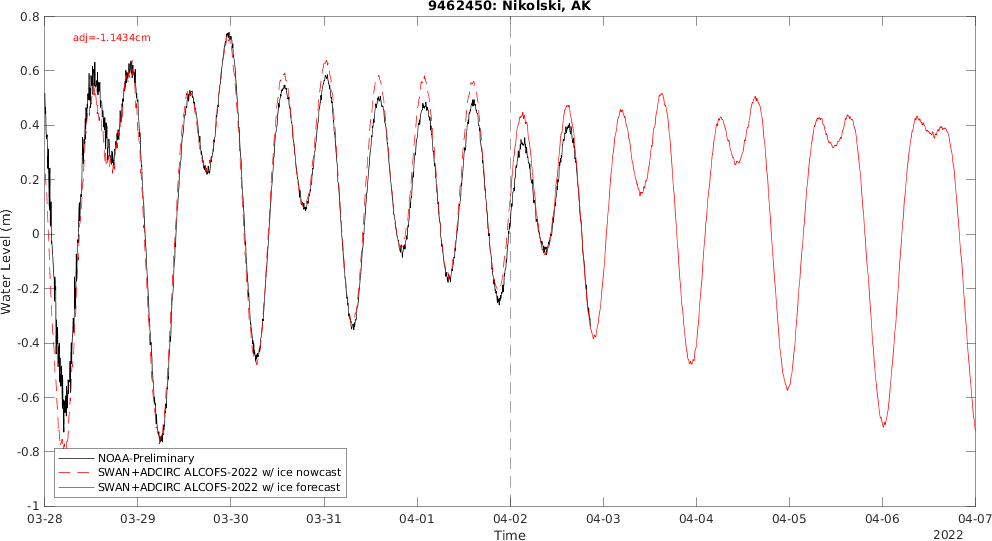 9462450: Nikolski, AK
adj=-1.1434cm
0.8
0.6
0.4
0.2
0
-0.2
-0.4
-0.6
-0.8
-1
Water Level (m)
NOAA-Preliminary
SWAN+ADCIRC ALCOFS-2022 w/ ice nowcast
SWAN+ADCIRC ALCOFS-2022 w/ ice forecast
03-28 03-29 03-30 03-31 04-01 04-02 04-03 04-04 04-05 04-06 04-07
Time
2022